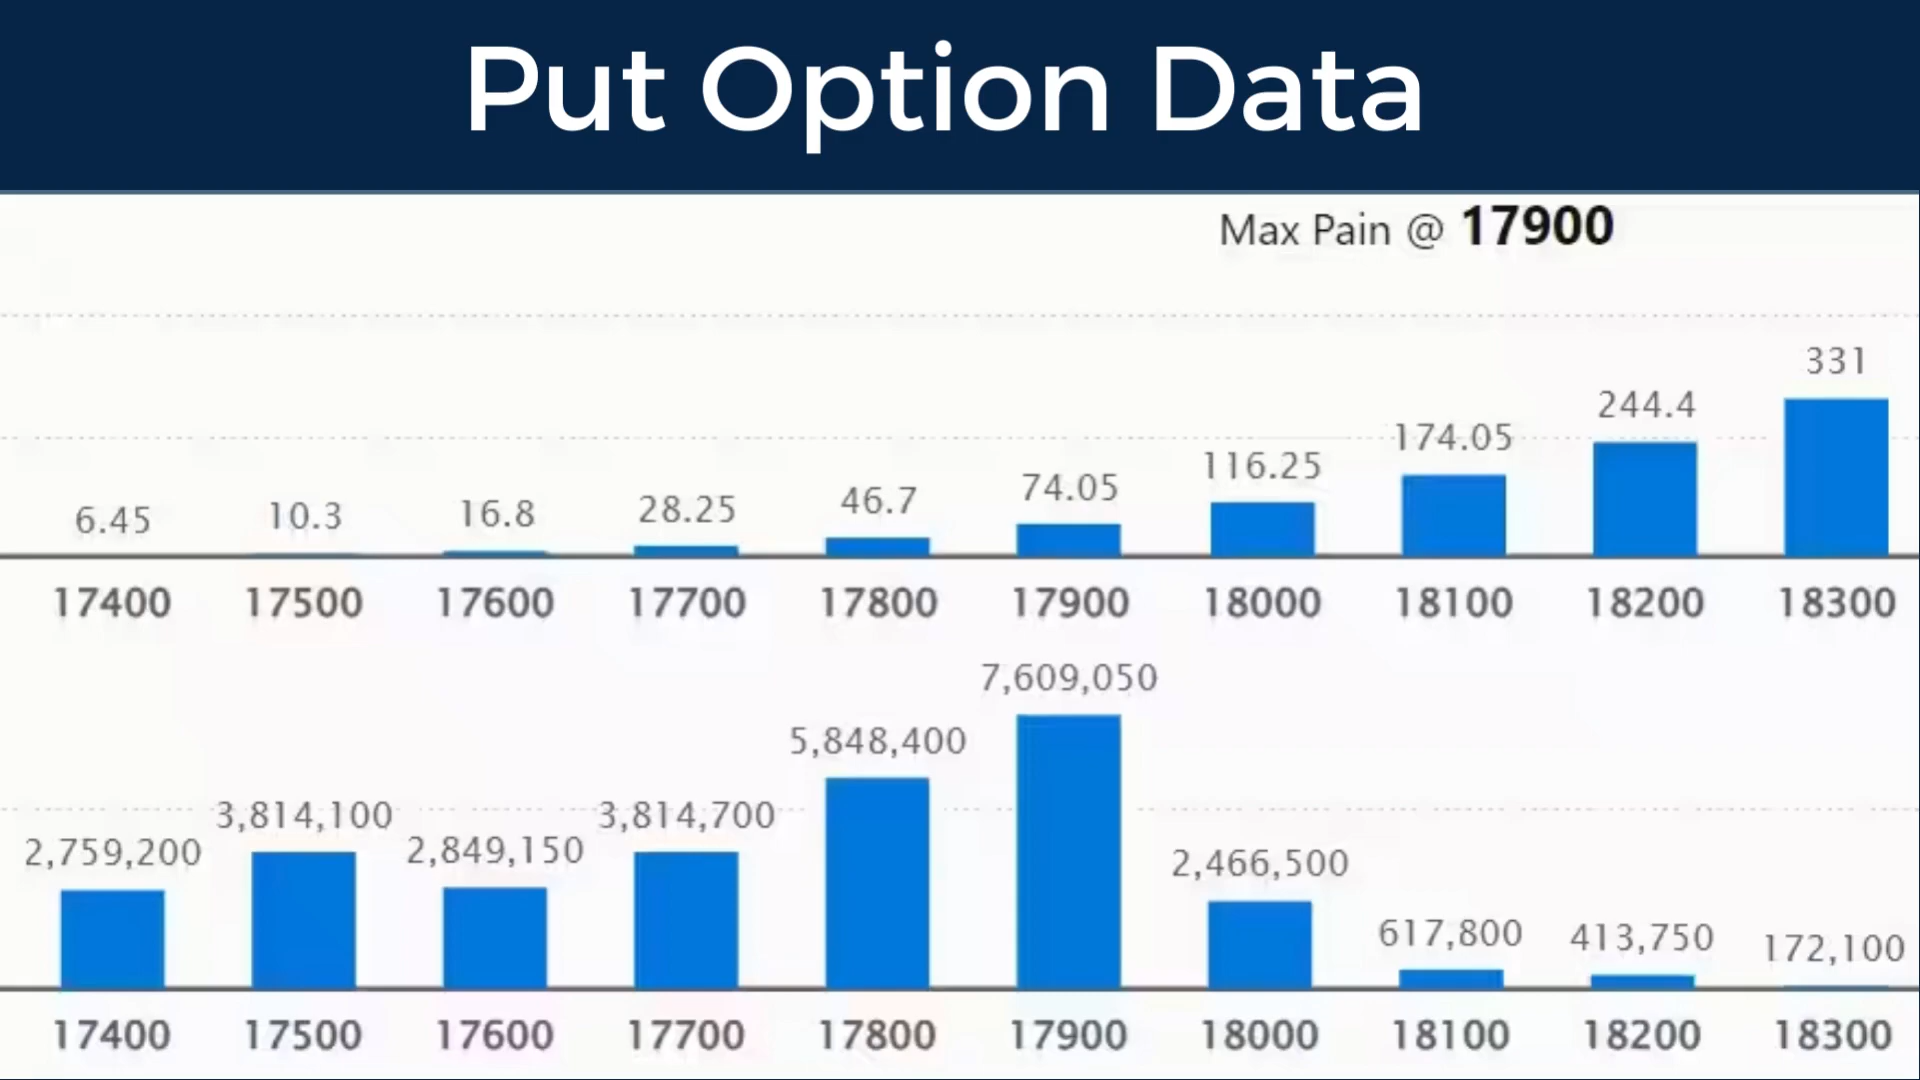 Put Option Data
Max Pain @ 17900
6.45 10.3 16.8 28.25 46.7 74.05 116.25 174.05 244.4 331
17400 17500 17600 17700 17800 17900 18000 18100 18200 18300
2,759,200 3,814,100 2,849,150 3,814,700 5,848,400 7,609,050 2,466,500 617,800 413,750 172,100
17400 17500 17600 17700 17800 17900 18000 18100 18200 18300